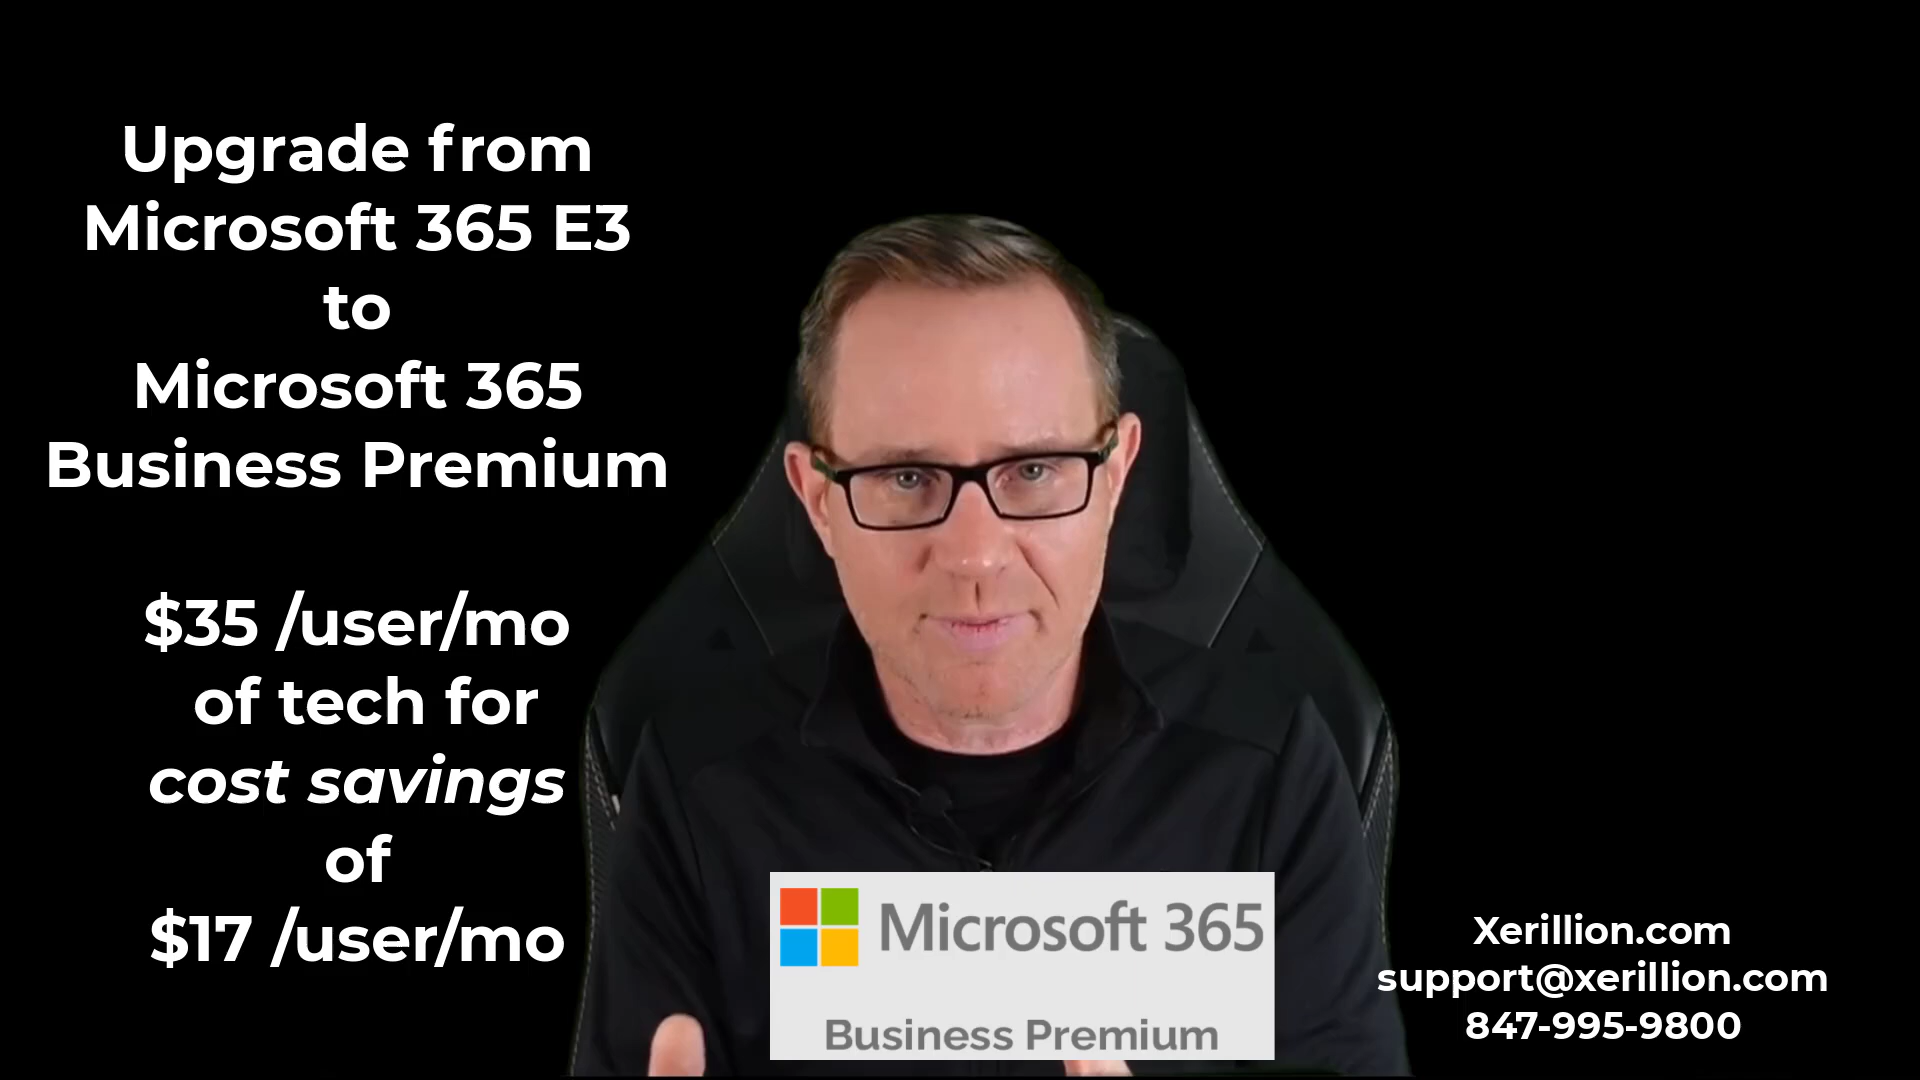 Upgrade from
Microsoft 365 E3
to
Microsoft 365
Business Premium
$35 /user/mo
of tech for
cost savings
of
$17 /user/mo
Microsoft 365
Business Premium
Xerillion.com
support@xerillion.com
847-995-9800